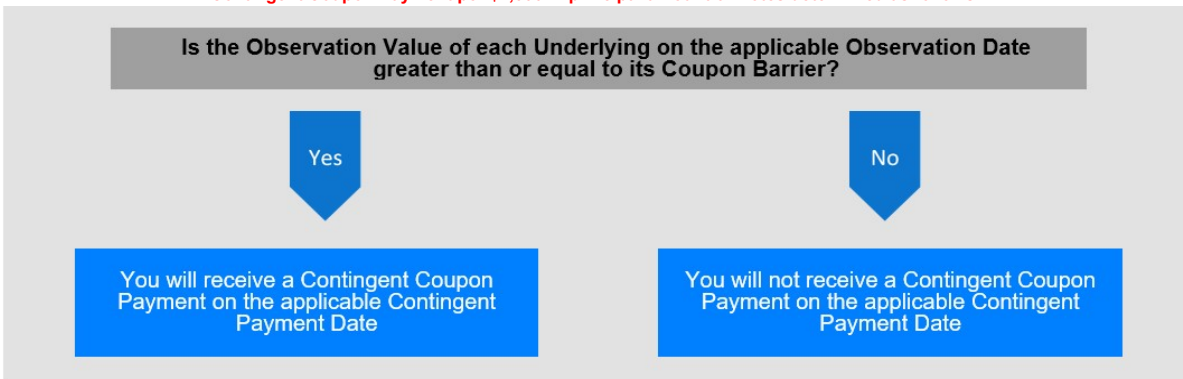 Is the Observation Value of each Underlying on the applicable Observation Date
greater than or equal to its Coupon Barrier?
Yes
No
You will receive a Contingent Coupon
Payment on the applicable Contingent
Payment Date
You will not receive a Contingent Coupon
Payment on the applicable Contingent
Payment Date